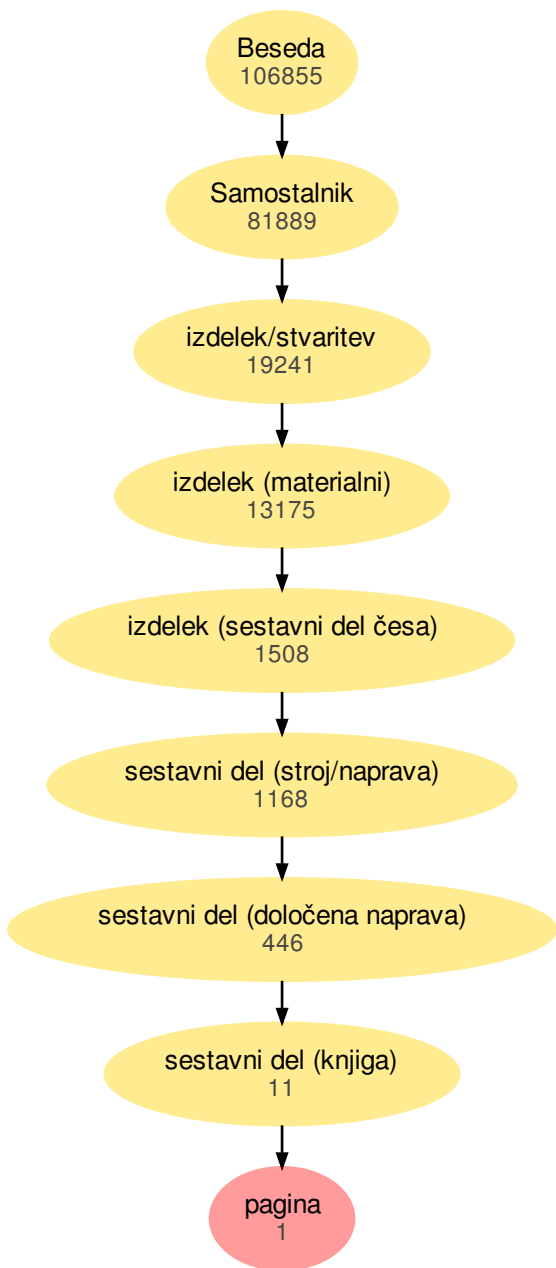 Beseda
106855
Samostalnik
81889
izdelek/stvaritev
19241
izdelek (materialni)
13175
izdelek (sestavni del česa)
1508
sestavni del (stroj/naprava)
1168
sestavni del (določena naprava)
446
sestavni del (knjiga)
11
pagina
1